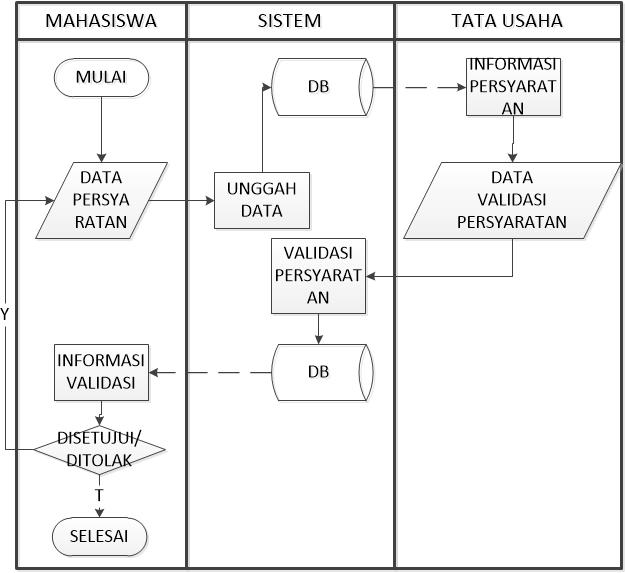 MAHASISWA
SISTEM
TATA USAHA
MULAI
DB
INFORMASI
PERSYARAT
AN
DATA
PERSYA
RATAN
UNGGAH
DATA
DATA
VALIDASI
PERSYARATAN
VALIDASI
PERSYARAT
AN
Y
INFORMASI
VALIDASI
DB
DISETUJUI/
DITOLAK
T
SELESAI